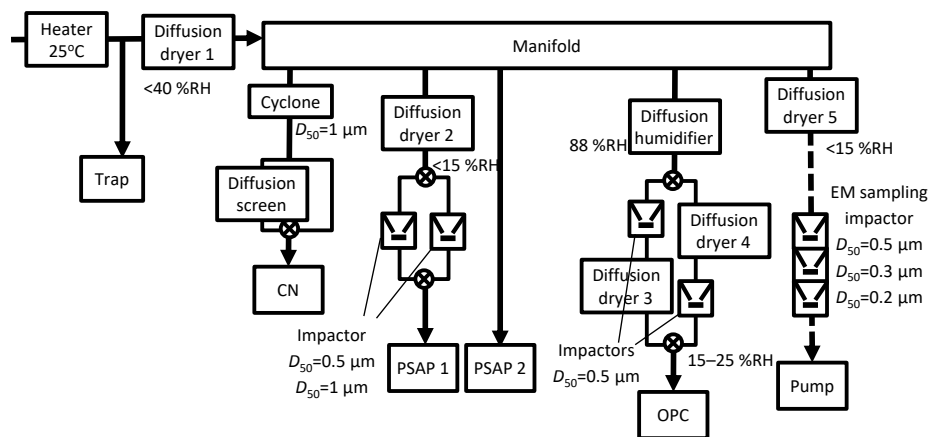 Heater
25°C
Diffusion
dryer 1
Manifold
<40 %RH
Trap
Cyclone
D50=1 µm
Diffusion
screen
CN
Diffusion
dryer 2
<15 %RH
Impactor
D50=0.5 µm
D50=1 µm
PSAP 1
PSAP 2
Diffusion
humidifier
88 %RH
Diffusion
dryer 4
Diffusion
dryer 3
Impactors
D50=0.5 µm
15–25 %RH
OPC
Diffusion
dryer 5
<15 %RH
EM sampling
impactor
D50=0.5 µm
D50=0.3 µm
D50=0.2 µm
Pump